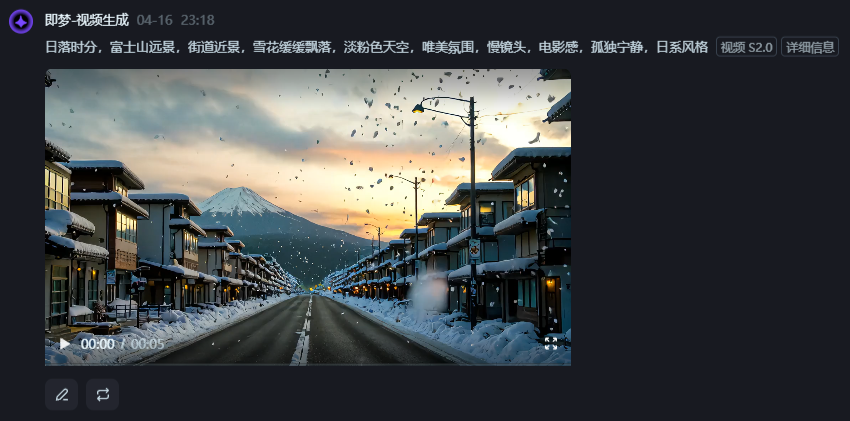 即梦-视频生成 04-16 23:18
日落时分，富士山远景，街道近景，雪花缓缓飘落，淡粉色天空，唯美氛围，慢镜头，电影感，孤独宁静，日系风格 视频 S2.0 详细信息
00:00 / 00:05